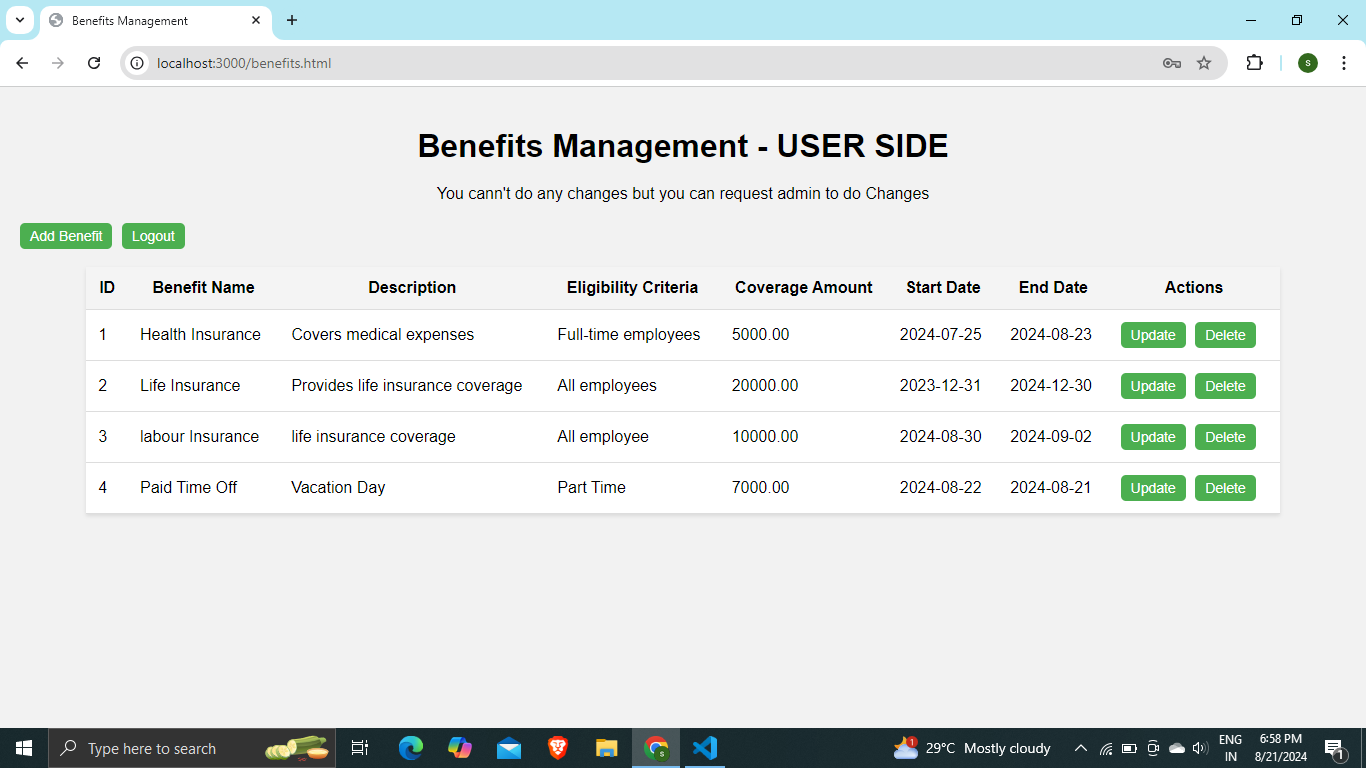 Benefits Management
localhost:3000/benefits.html
s
Benefits Management - USER SIDE
You cann't do any changes but you can request admin to do Changes
Add Benefit Logout
ID Benefit Name Description Eligibility Criteria Coverage Amount Start Date End Date Actions
1 Health Insurance Covers medical expenses Full-time employees 5000.00 2024-07-25 2024-08-23 Update Delete
2 Life Insurance Provides life insurance coverage All employees 20000.00 2023-12-31 2024-12-30 Update Delete
3 labour Insurance life insurance coverage All employee 10000.00 2024-08-30 2024-09-02 Update Delete
4 Paid Time Off Vacation Day Part Time 7000.00 2024-08-22 2024-08-21 Update Delete
Type here to search
s
1
29°C Mostly cloudy
ENG
IN
6:58 PM
8/21/2024
1